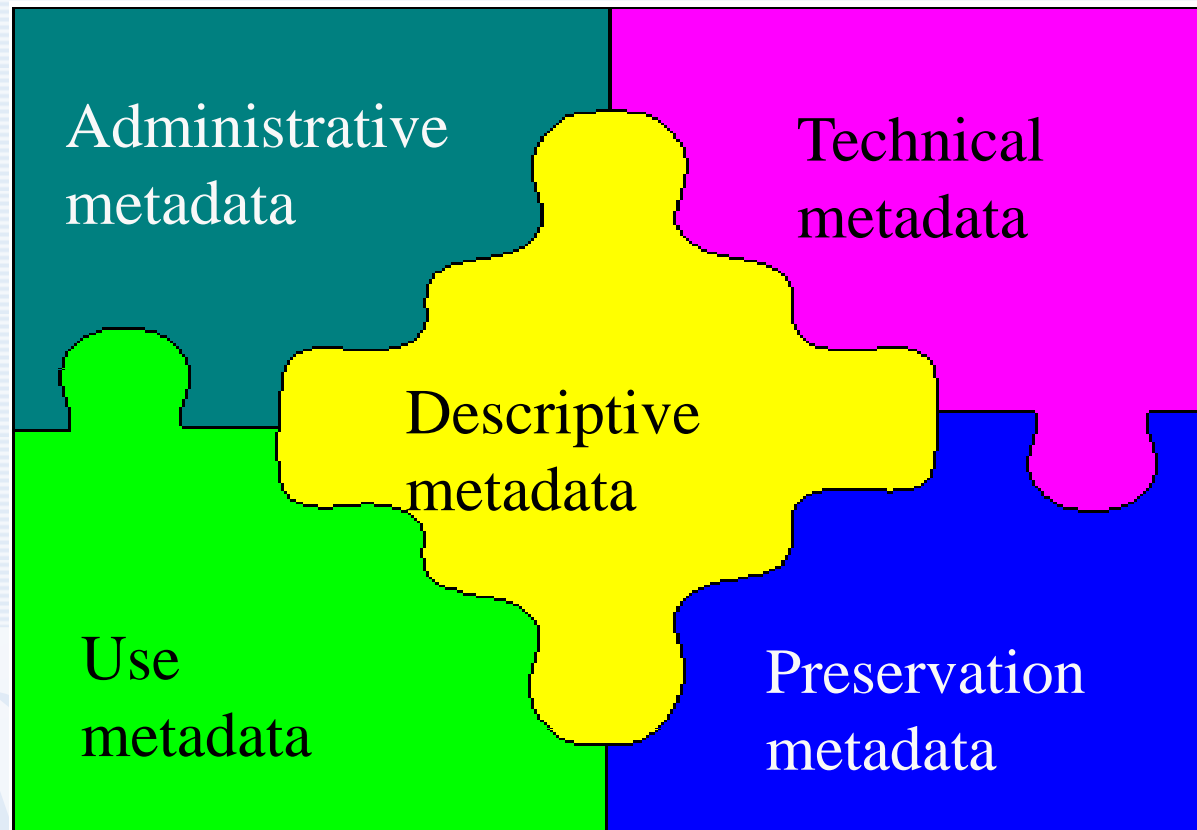 Administrative
metadata
Technical
metadata
Descriptive
metadata
Use
metadata
Preservation
metadata